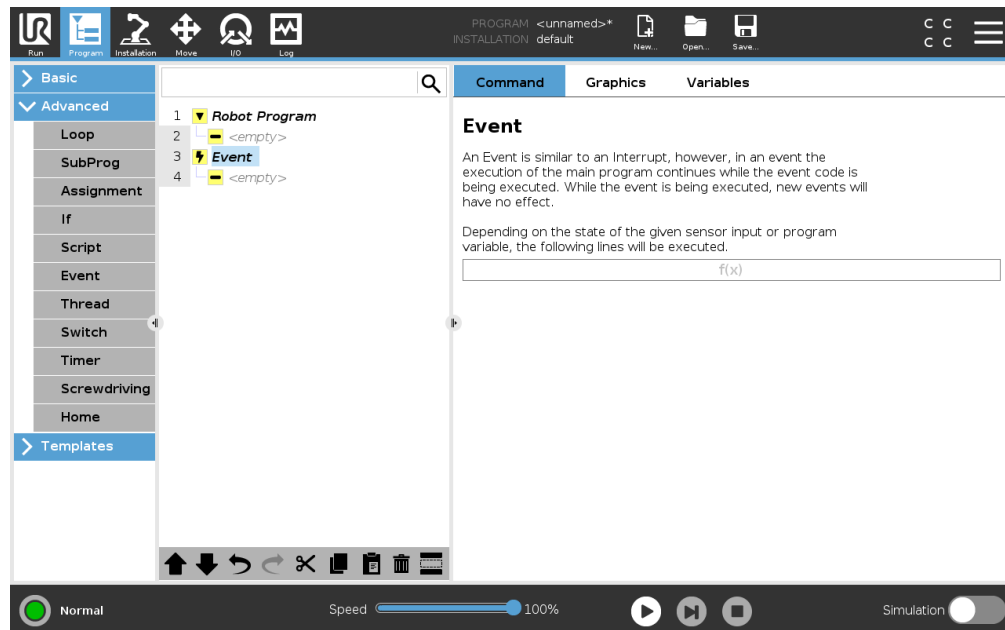 UR
PROGRAM <unnamed>*
INSTALLATION default
Run Program Installation Move I/O Log
New... Open... Save...
C C
C C
Basic
Advanced
Loop
SubProg
Assignment
If
Script
Event
Thread
Switch
Timer
Screwdriving
Home
Templates
1 Robot Program
2 <empty>
3 Event
4 <empty>
Command Graphics Variables
Event
An Event is similar to an Interrupt, however, in an event the
execution of the main program continues while the event code is
being executed. While the event is being executed, new events will
have no effect.
Depending on the state of the given sensor input or program
variable, the following lines will be executed.
f(x)
Normal
Speed 100%
Simulation